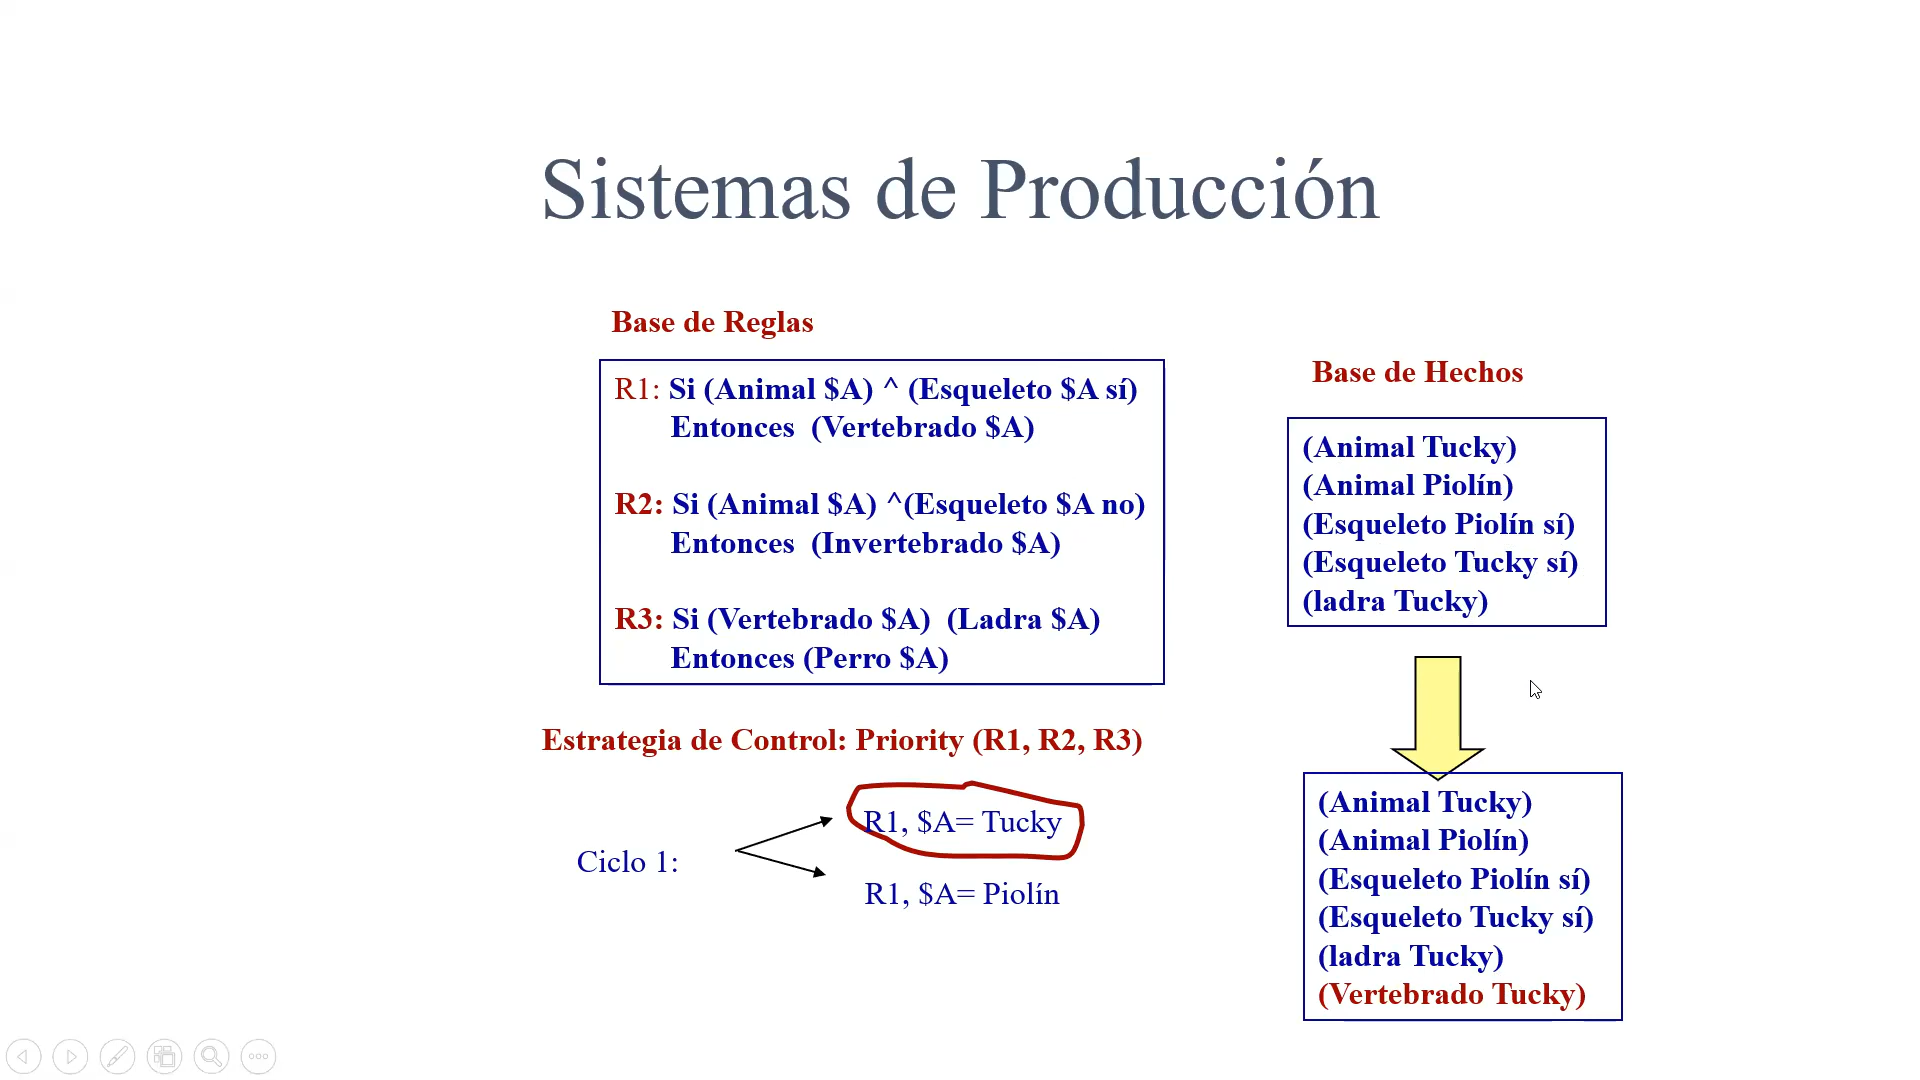 Sistemas de Producción
Base de Reglas
R1: Si (Animal $A) ^ (Esqueleto $A sí)
Entonces (Vertebrado $A)
R2: Si (Animal $A) ^(Esqueleto $A no)
Entonces (Invertebrado $A)
R3: Si (Vertebrado $A) (Ladra $A)
Entonces (Perro $A)
Estrategia de Control: Priority (R1, R2, R3)
Ciclo 1:
R1, $A= Tucky
R1, $A= Piolín
Base de Hechos
(Animal Tucky)
(Animal Piolín)
(Esqueleto Piolín sí)
(Esqueleto Tucky sí)
(ladra Tucky)
(Animal Tucky)
(Animal Piolín)
(Esqueleto Piolín sí)
(Esqueleto Tucky sí)
(ladra Tucky)
(Vertebrado Tucky)